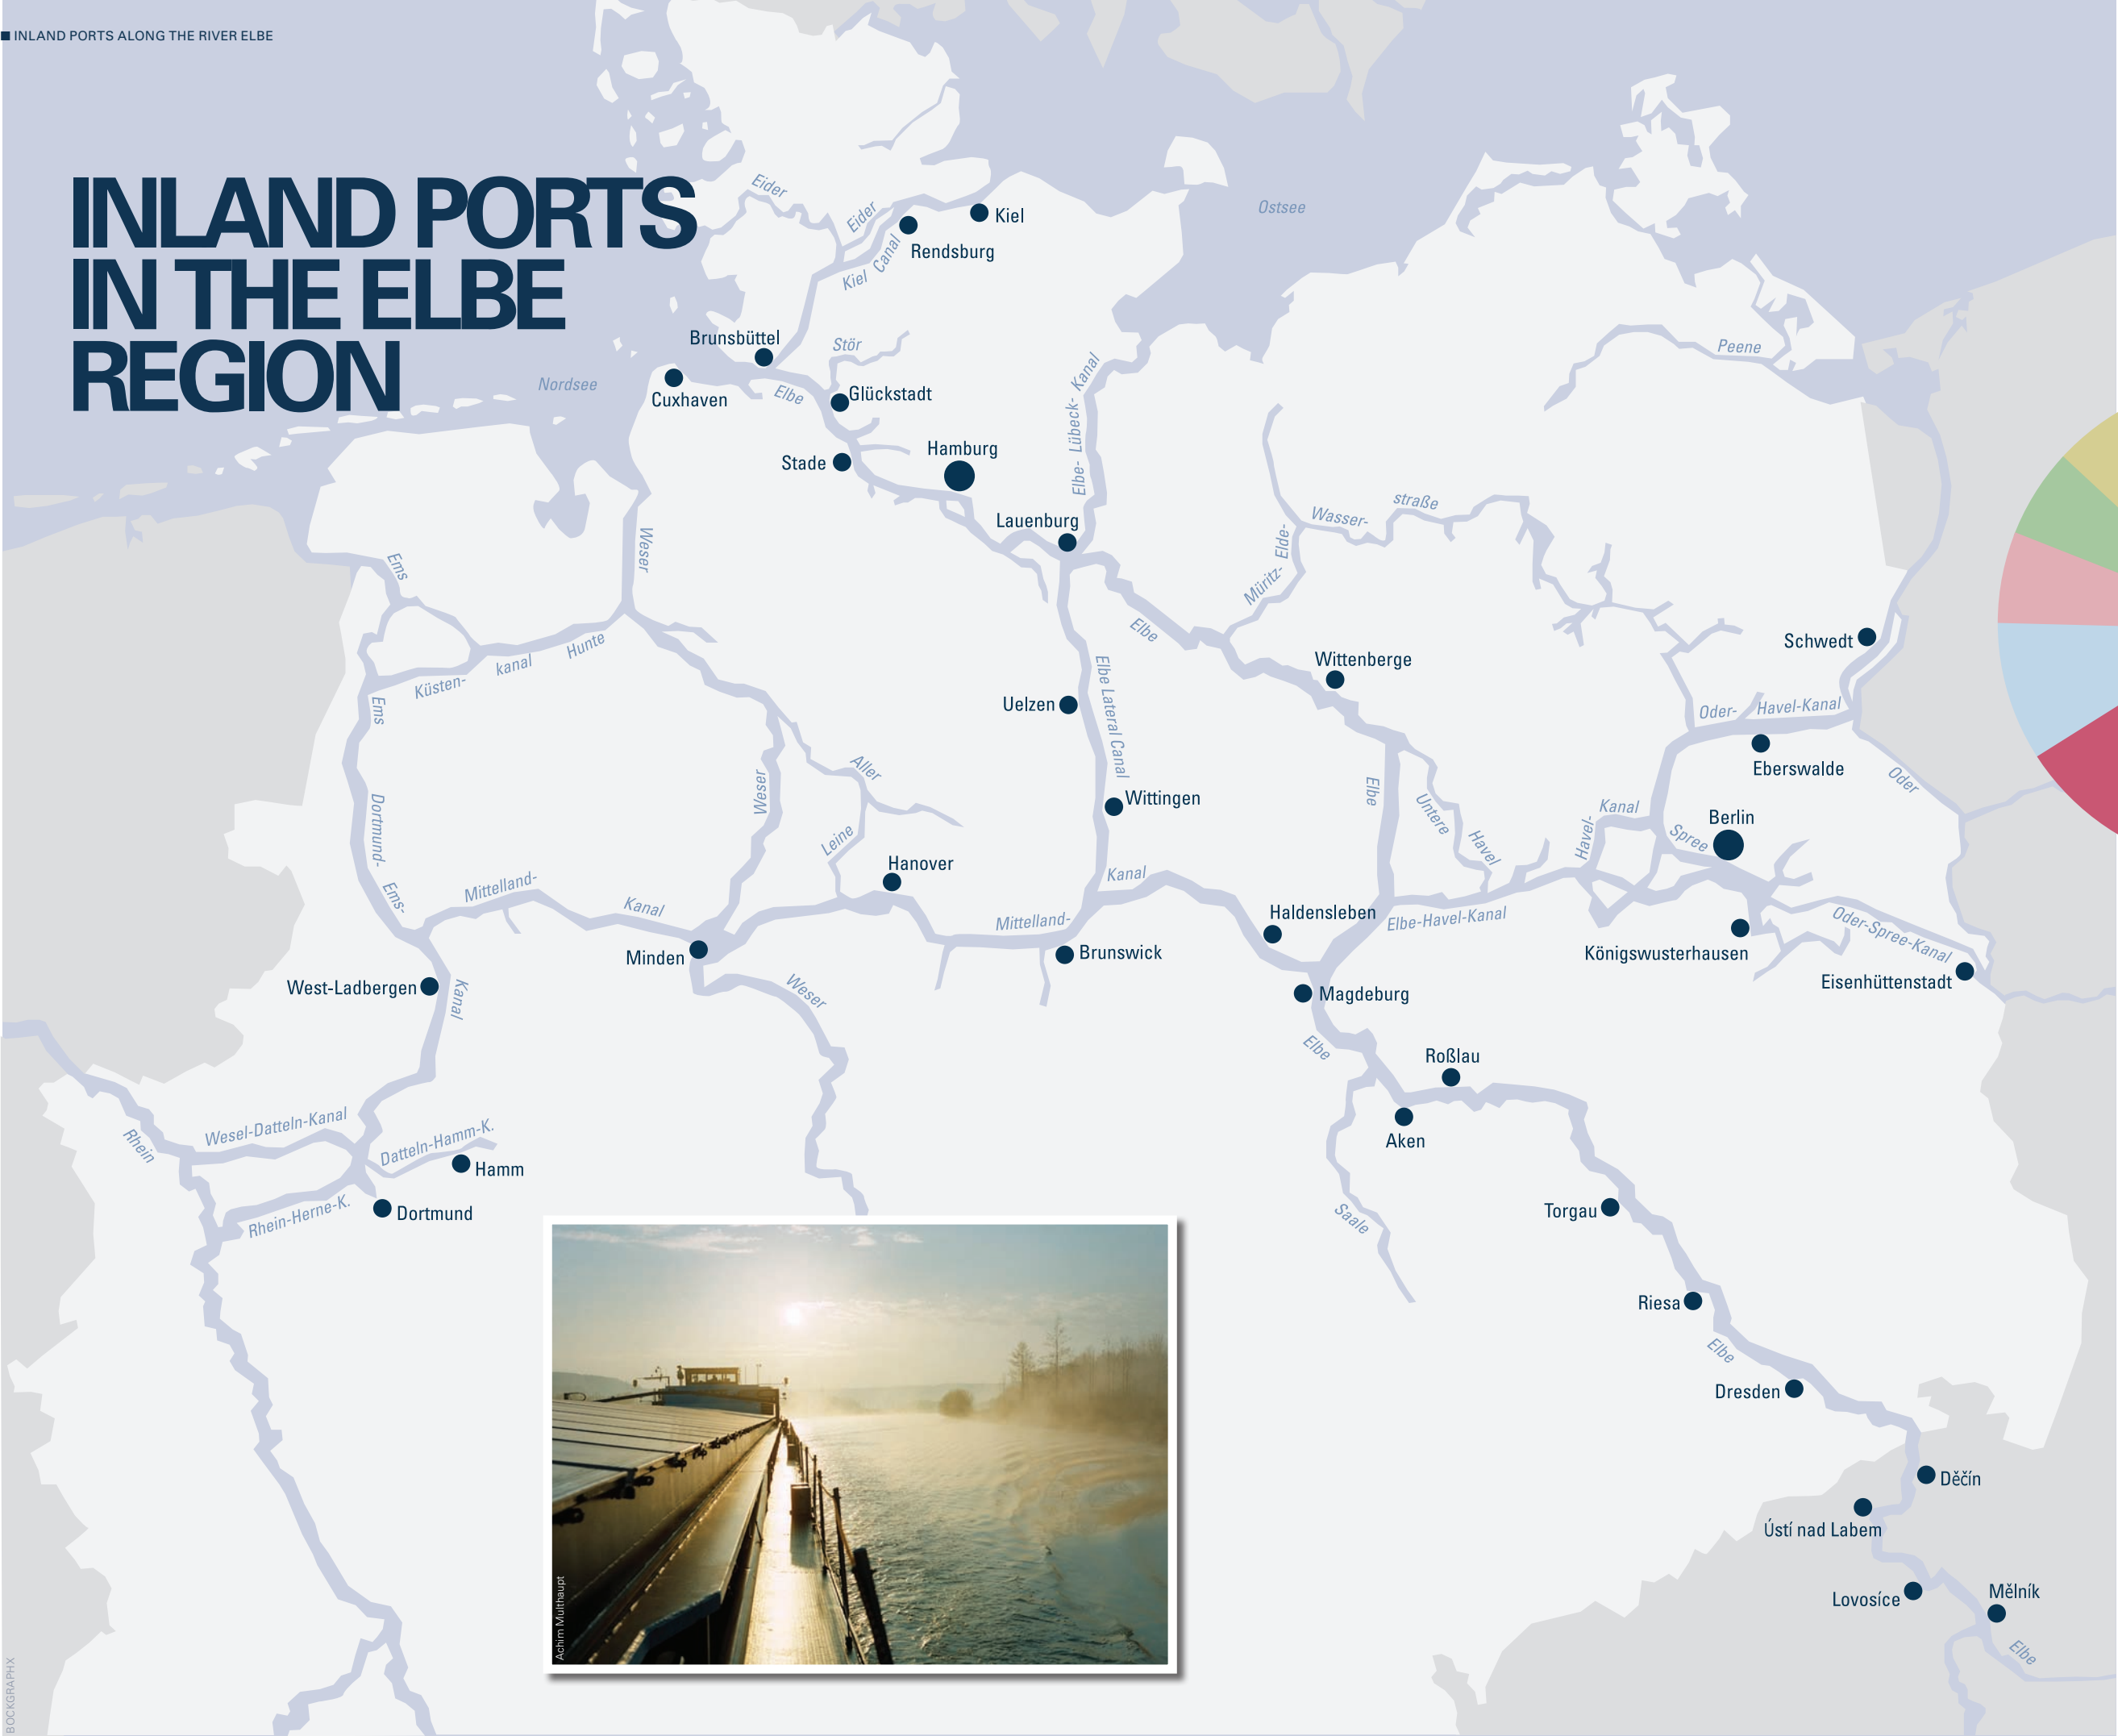 INLAND PORTS ALONG THE RIVER ELBE
INLAND PORTS
IN THE ELBE
REGION
Eider
Eider
Kiel
Rendsburg
Kiel Canal
Ostsee
Brunsbüttel
Stör
Peene
Nordsee
Cuxhaven
Elbe
Glückstadt
Elbe- Lübeck- Kanal
Stade
Hamburg
Lauenburg
Müritz- Elde- Wasser- straße
Ems
Weser
Elbe
Küsten- kanal
Hunte
Schwedt
Wittenberge
Ems
Uelzen
Elbe Lateral Canal
Oder- Havel-Kanal
Eberswalde
Oder
Aller
Weser
Dortmund- Ems- Kanal
Wittingen
Elbe
Untere Havel
Havel- Kanal
Spree
Berlin
Leine
Hanover
Mittelland- Kanal
Mittelland- Kanal
Haldensleben
Elbe-Havel-Kanal
Oder-Spree-Kanal
Minden
Brunswick
Königswusterhausen
Eisenhüttenstadt
West-Ladbergen
Weser
Magdeburg
Elbe
Roßlau
Aken
Rhein
Wesel-Datteln-Kanal
Datteln-Hamm-K.
Hamm
Rhein-Herne-K.
Dortmund
Saale
Torgau
Riesa
Elbe
Dresden
Děčín
Ústí nad Labem
Lovosíce
Mělník
Elbe
Achim Multhaupt
BOCKGRAPHX